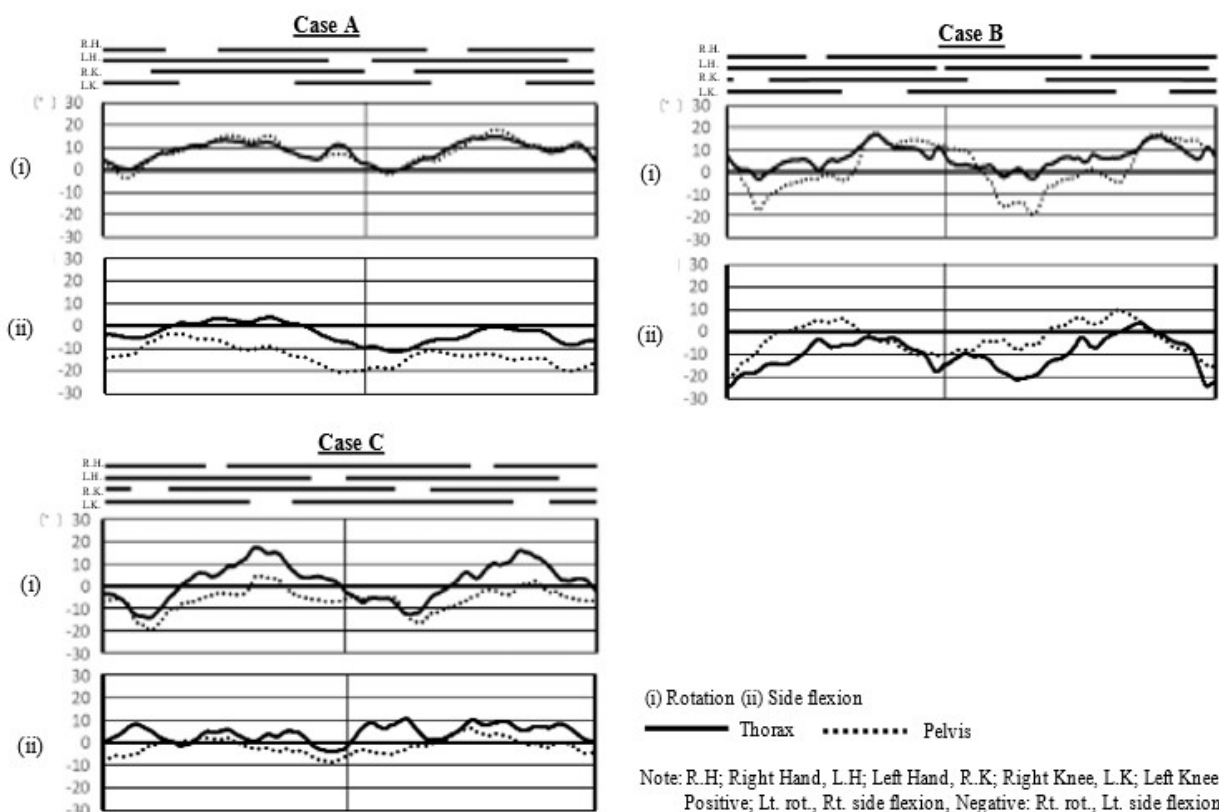 Case A
R.H.
L.H.
R.K.
L.K.
(° ) 30
20
10
0
-10
-20
-30
(i)
30
20
10
0
-10
-20
-30
(ii)
Case B
R.H.
L.H.
R.K.
L.K.
(° ) 30
20
10
0
-10
-20
-30
(i)
30
20
10
0
-10
-20
-30
(ii)
Case C
R.H.
L.H.
R.K.
L.K.
(° ) 30
20
10
0
-10
-20
-30
(i)
30
20
10
0
-10
-20
-30
(ii)
(i) Rotation (ii) Side flexion
Thorax Pelvis
Note: R.H; Right Hand, L.H; Left Hand, R.K; Right Knee, L.K; Left Knee
Positive; Lt. rot., Rt. side flexion, Negative: Rt. rot., Lt. side flexion